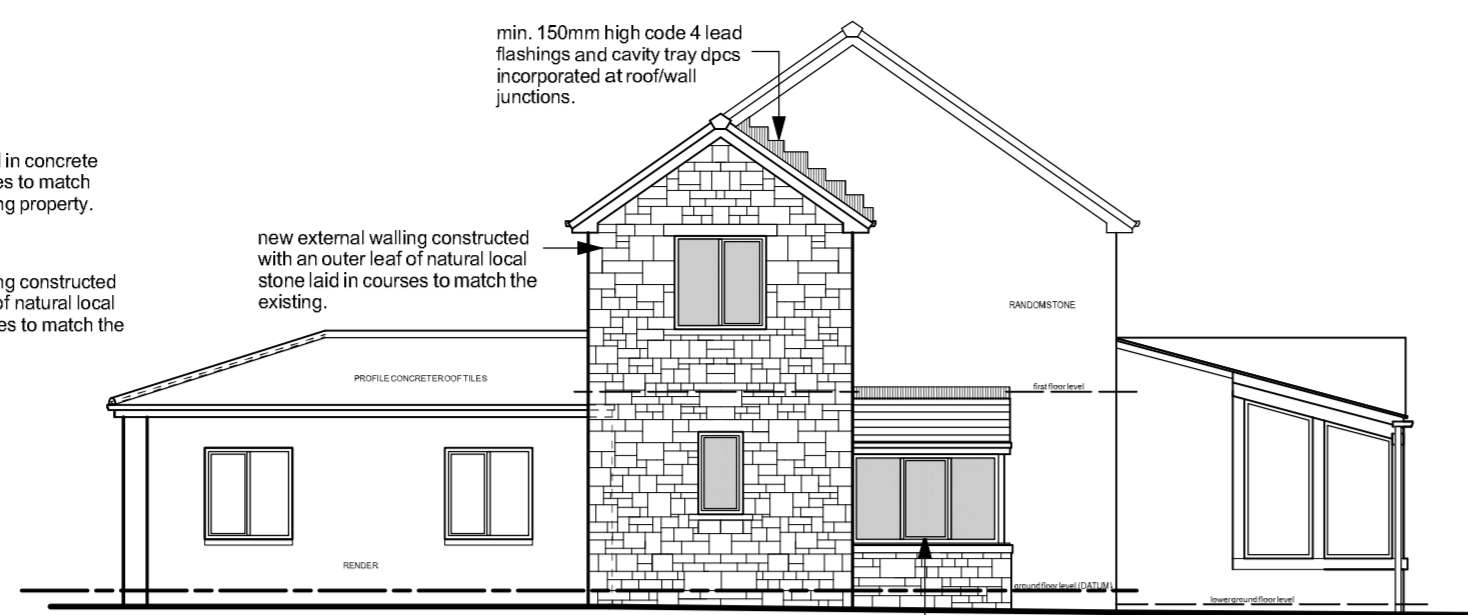 min. 150mm high code 4 lead
flashings and cavity tray dpcs
incorporated at roof/wall
junctions.
in concrete
es to match
ng property.
new external walling constructed
with an outer leaf of natural local
stone laid in courses to match the
existing.
ng constructed
of natural local
es to match the
RANDOMSTONE
PROFILE CONCRETE ROOF TILES
first floor level
RENDER
ground floor level (DATUM)
lower ground floor level